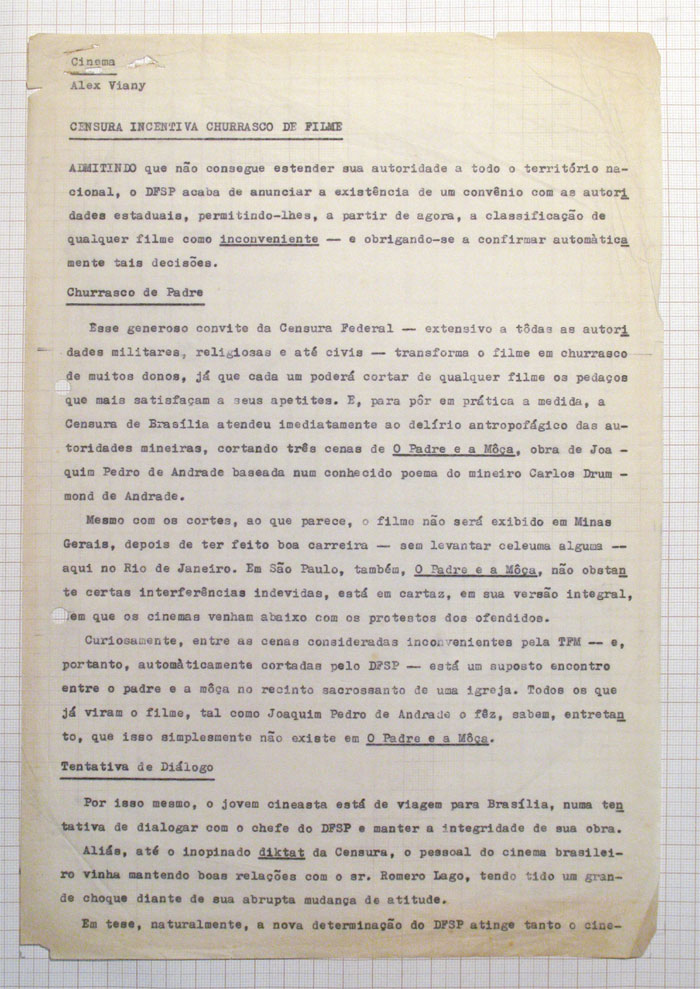 Cinema
Alex Viany
CENSURA INCENTIVA CHURRASCO DE FILME
ADMITINDO que não consegue estender sua autoridade a todo o território na-
cional, o DFSP acaba de anunciar a existência de um convênio com as autori
dades estaduais, permitindo-lhes, a partir de agora, a classificação de
qualquer filme como inconveniente — e obrigando-se a confirmar automàtica
mente tais decisões.
Churrasco de Padre
Esse generoso convite da Censura Federal — extensivo a tôdas as autori
dades militares, religiosas e até civis — transforma o filme em churrasco
de muitos donos, já que cada um poderá cortar de qualquer filme os pedaços
que mais satisfaçam a seus apetites. E, para pôr em prática a medida, a
Censura de Brasília atendeu imediatamente ao delírio antropofágico das au-
toridades mineiras, cortando três cenas de O Padre e a Môça, obra de Joa -
quim Pedro de Andrade baseada num conhecido poema do mineiro Carlos Drum -
mond de Andrade.
Mesmo com os cortes, ao que parece, o filme não será exibido em Minas
Gerais, depois de ter feito boa carreira — sem levantar celeuma alguma —
aqui no Rio de Janeiro. Em São Paulo, também, O Padre e a Môça, não obstan
te certas interferências indevidas, está em cartaz, em sua versão integral,
sem que os cinemas venham abaixo com os protestos dos ofendidos.
Curiosamente, entre as cenas consideradas inconvenientes pela TFM — e,
portanto, automàticamente cortadas pelo DFSP — está um suposto encontro
entre o padre e a môça no recinto sacrossanto de uma igreja. Todos os que
já viram o filme, tal como Joaquim Pedro de Andrade o fêz, sabem, entretan
to, que isso simplesmente não existe em O Padre e a Môça.
Tentativa de Diálogo
Por isso mesmo, o jovem cineasta está de viagem para Brasília, numa ten
tativa de dialogar com o chefe do DFSP e manter a integridade de sua obra.
Aliás, até o inopinado diktat da Censura, o pessoal do cinema brasilei-
ro vinha mantendo boas relações com o sr. Romero Lago, tendo tido um gran-
de choque diante de sua abrupta mudança de atitude.
Em tese, naturalmente, a nova determinação do DFSP atinge tanto o cine-